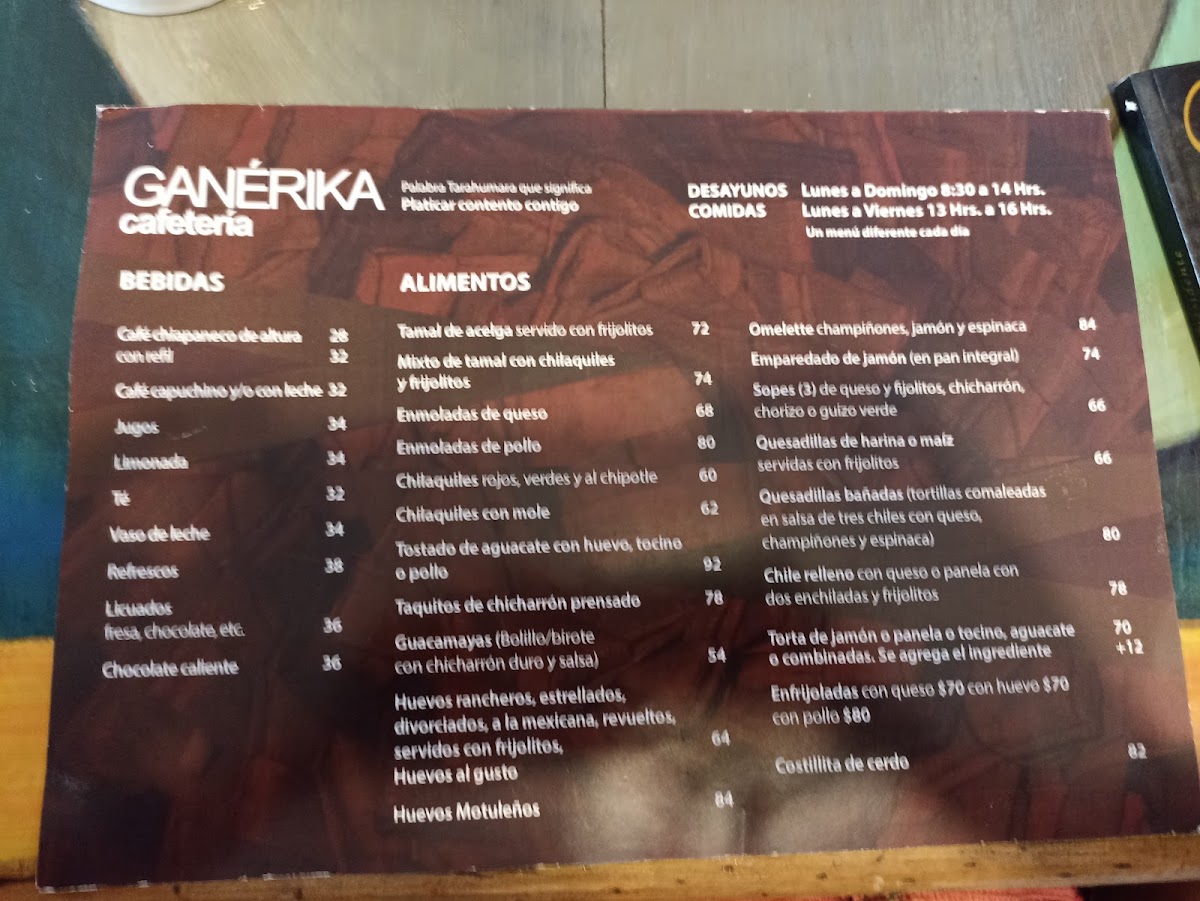 GANÉRIKA
cafetería
Palabra Tarahumara que significa
Platicar contento contigo
DESAYUNOS Lunes a Domingo 8:30 a 14 Hrs.
COMIDAS Lunes a Viernes 13 Hrs. a 16 Hrs.
Un menú diferente cada día
BEBIDAS
Café chiapaneco de altura 28
con refil 32
Café capuchino y/o con leche 32
Jugos 34
Limonada 34
Té 32
Vaso de leche 34
Refrescos 38
Licuados
fresa, chocolate, etc. 36
Chocolate caliente 36
ALIMENTOS
Tamal de acelga servido con frijolitos 72
Mixto de tamal con chilaquiles
y frijolitos 74
Enmoladas de queso 68
Enmoladas de pollo 80
Chilaquiles rojos, verdes y al chipotle 60
Chilaquiles con mole 62
Tostado de aguacate con huevo, tocino
o pollo 92
Taquitos de chicharrón prensado 78
Guacamayas (Bolillo/birote
con chicharrón duro y salsa) 54
Huevos rancheros, estrellados,
divorciados, a la mexicana, revueltos,
servidos con frijolitos, 64
Huevos al gusto
Huevos Motuleños 84
Omelette champiñones, jamón y espinaca 84
Emparedado de jamón (en pan integral) 74
Sopes (3) de queso y fijolitos, chicharrón,
chorizo o guizo verde 66
Quesadillas de harina o maíz
servidas con frijolitos 66
Quesadillas bañadas (tortillas comaleadas
en salsa de tres chiles con queso,
champiñones y espinaca) 80
Chile relleno con queso o panela con
dos enchiladas y frijolitos 78
Torta de jamón o panela o tocino, aguacate 70
o combinadas. Se agrega el ingrediente +12
Enfrijoladas con queso $70 con huevo $70
con pollo $80
Costillita de cerdo 82